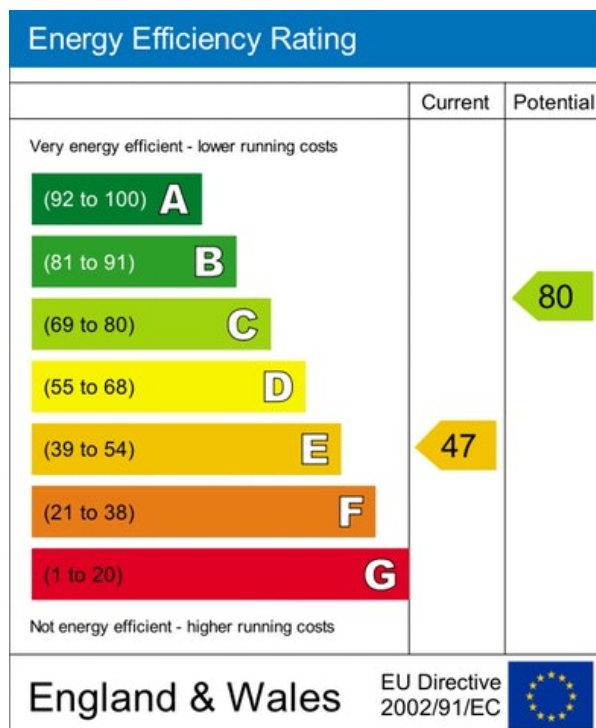 Energy Efficiency Rating
Current Potential
Very energy efficient - lower running costs
(92 to 100) A
(81 to 91) B
80
(69 to 80) C
(55 to 68) D
(39 to 54) E 47
(21 to 38) F
(1 to 20) G
Not energy efficient - higher running costs
England & Wales
EU Directive
2002/91/EC